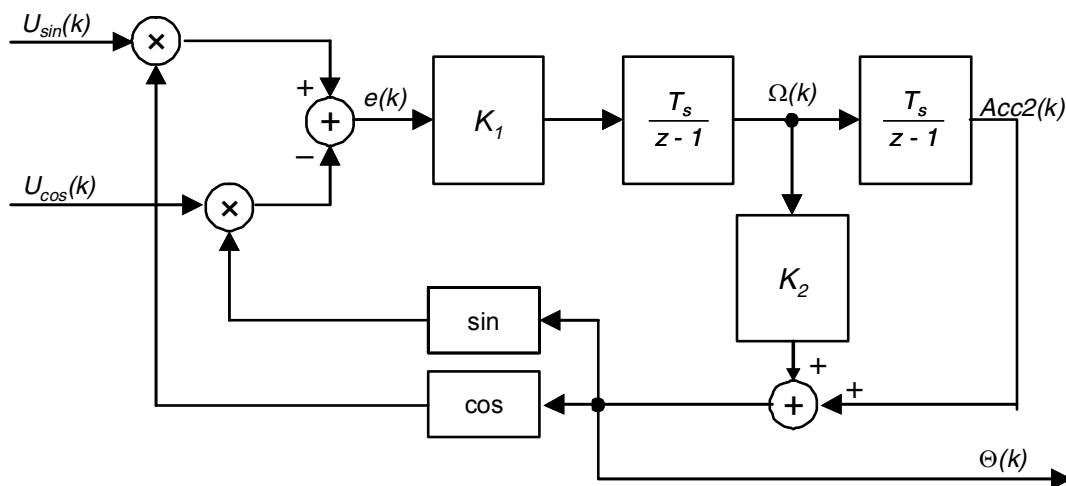 U_sin(k)
×
+
e(k)
K_1
T_s
z - 1
Ω(k)
T_s
z - 1
Acc2(k)
+
−
U_cos(k)
×
K_2
sin
+
+
cos
+
Θ(k)